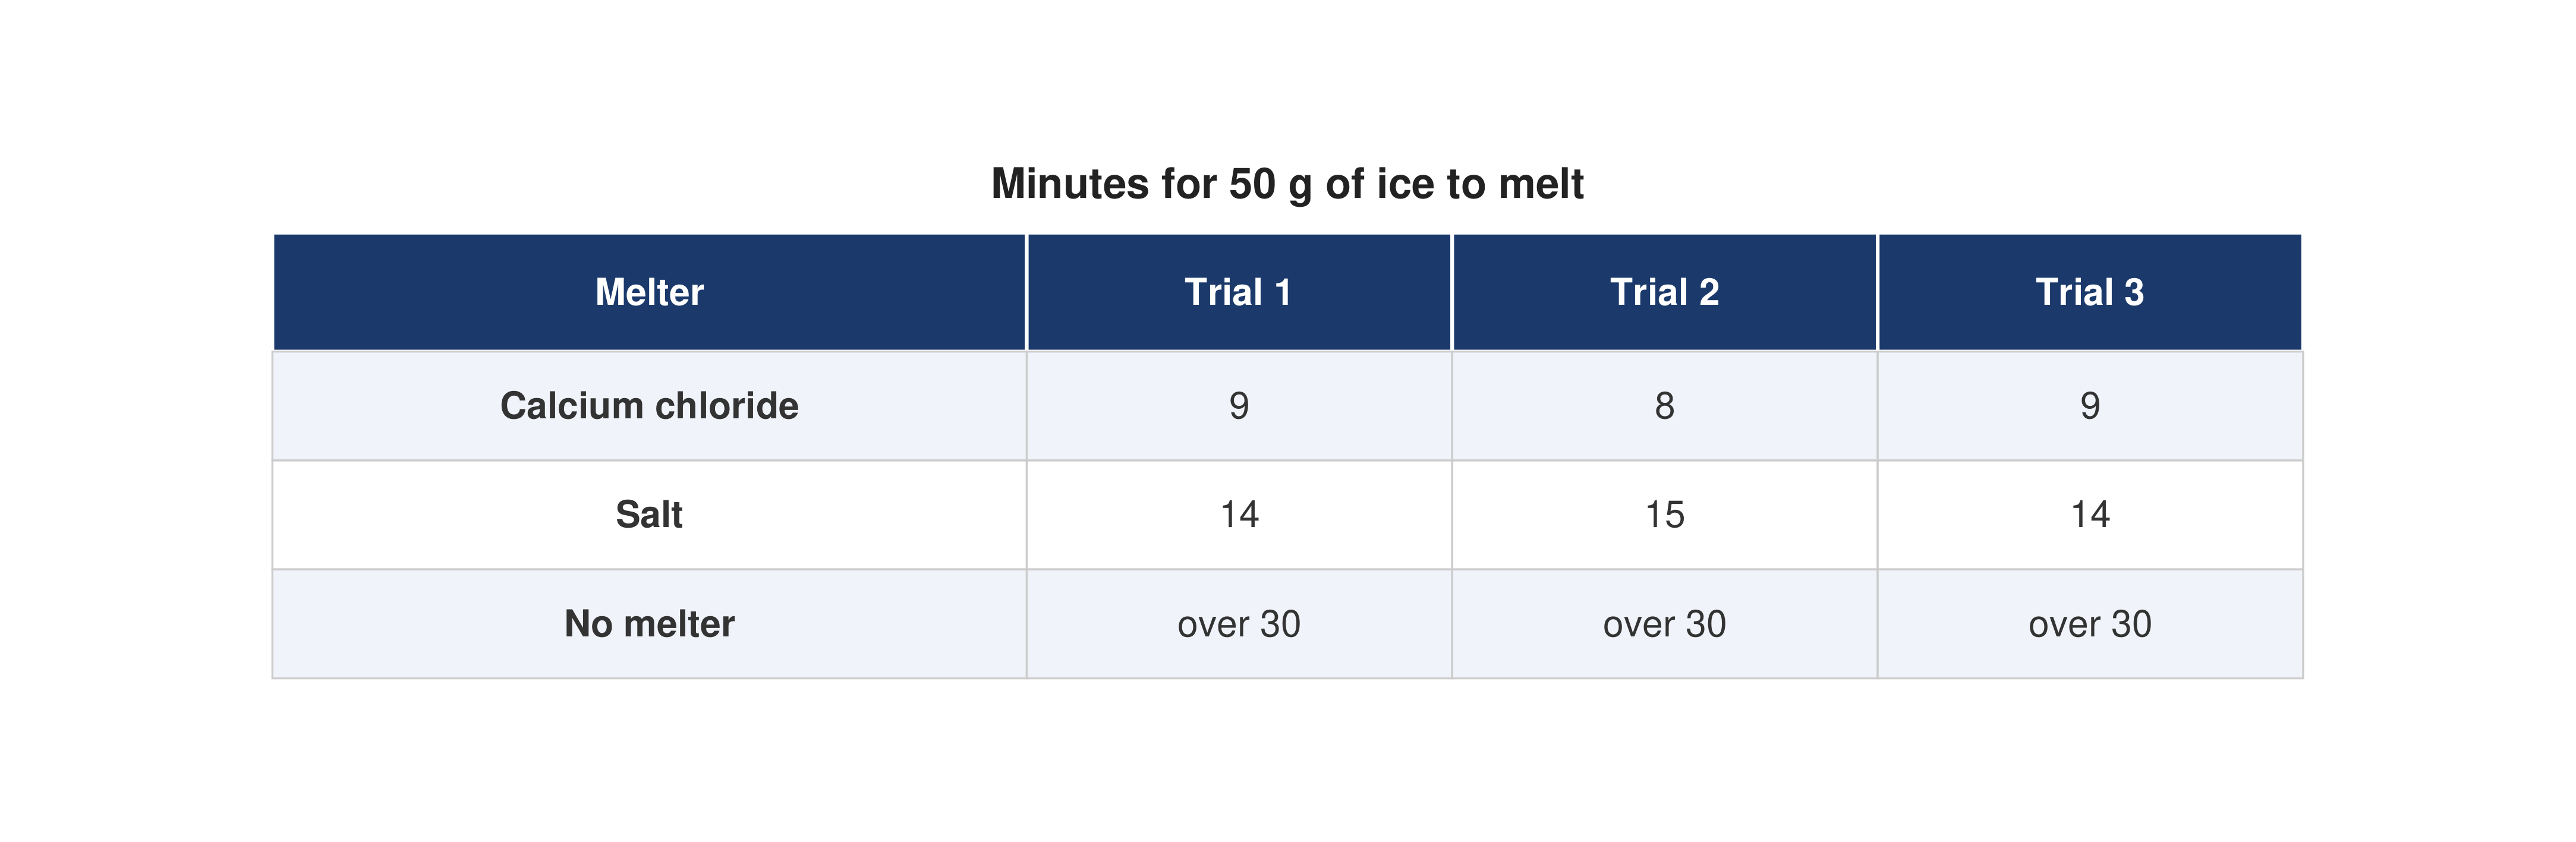 Minutes for 50 g of ice to melt
Melter Trial 1 Trial 2 Trial 3
Calcium chloride 9 8 9
Salt 14 15 14
No melter over 30 over 30 over 30